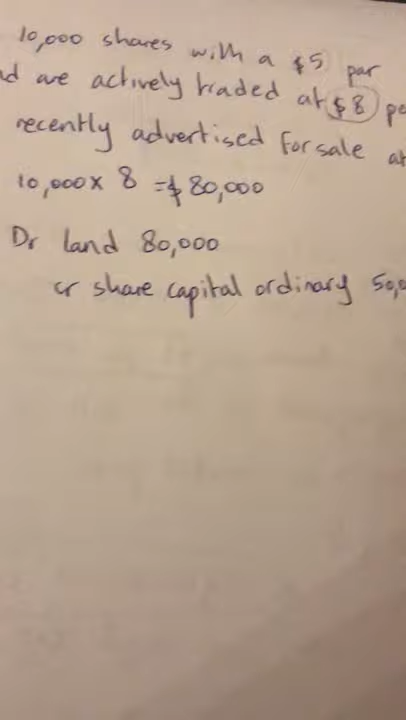 10,000 shares with a $5 par
are actively traded at $8
recently advertised for sale at
10,000 x 8 = $80,000
Dr land 80,000
cr share capital ordinary 50,0